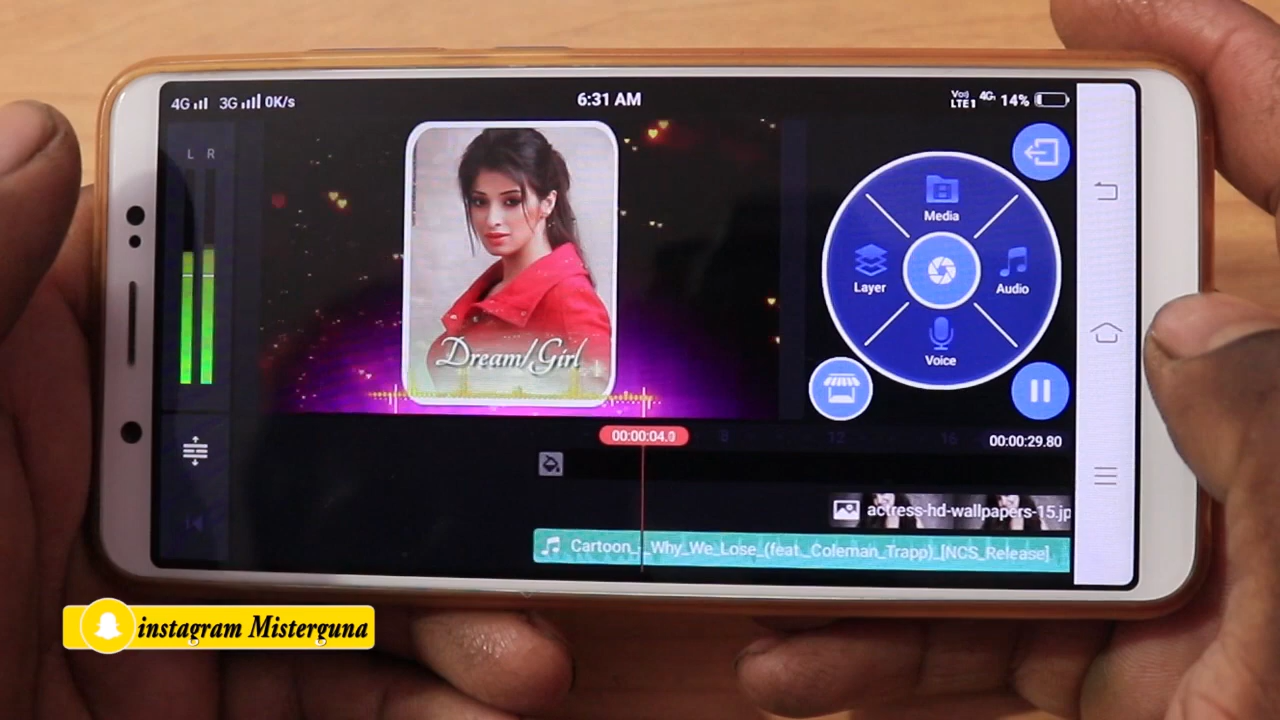 4G 3G 0K/s 6:31 AM Vo) LTE1 4G 14%
L R
Media
Layer
Audio
Voice
Dream/Girl
00:00:04.0 8 12 16 00:00:29.80
actress-hd-wallpapers-15.jp
Cartoon_-_Why_We_Lose_(feat._Coleman_Trapp)_[NCS_Release]
instagram Misterguna